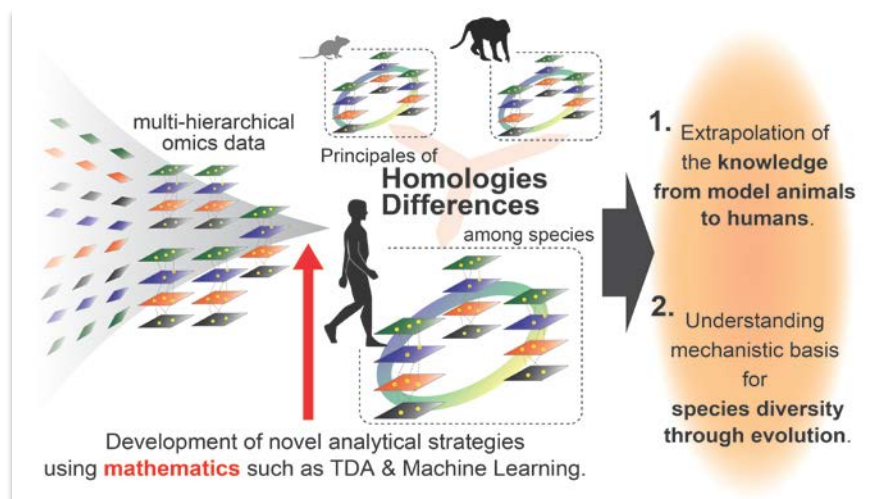 multi-hierarchical
omics data
Principales of
Homologies
Differences
among species
Development of novel analytical strategies
using mathematics such as TDA & Machine Learning.
1. Extrapolation of
the knowledge
from model animals
to humans.
2. Understanding
mechanistic basis
for
species diversity
through evolution.